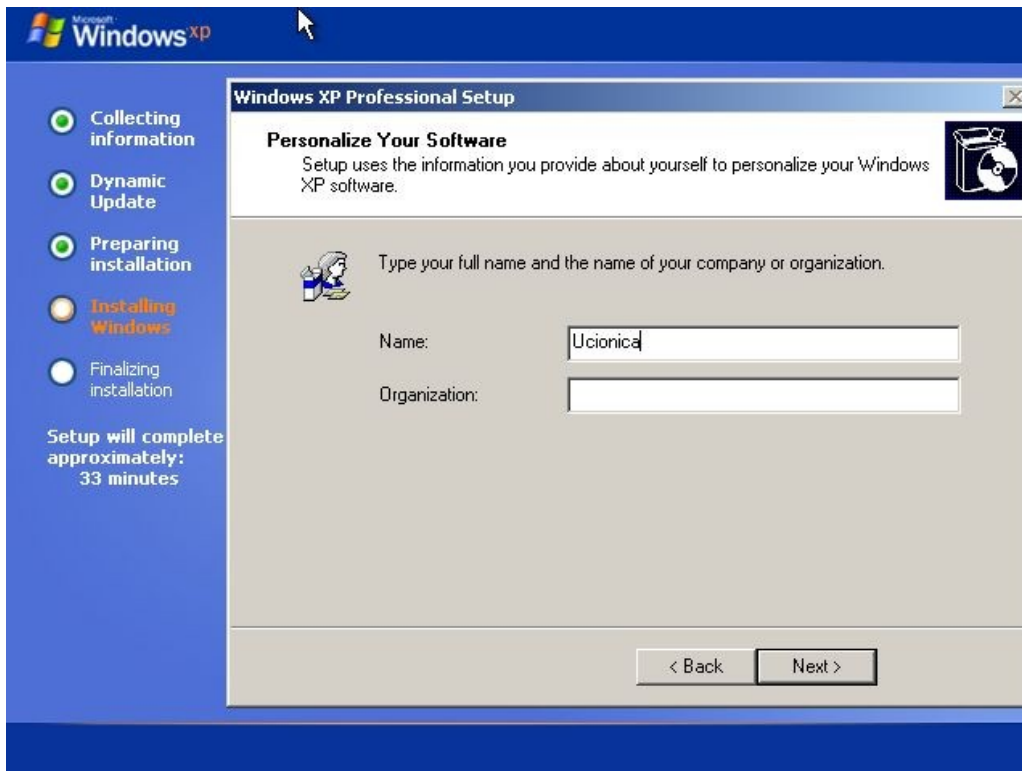 Microsoft
Windows xp
Collecting
information
Dynamic
Update
Preparing
installation
Installing
Windows
Finalizing
installation
Setup will complete
approximately:
33 minutes
Windows XP Professional Setup
Personalize Your Software
Setup uses the information you provide about yourself to personalize your Windows
XP software.
Type your full name and the name of your company or organization.
Name:
Ucionica
Organization:
< Back
Next >